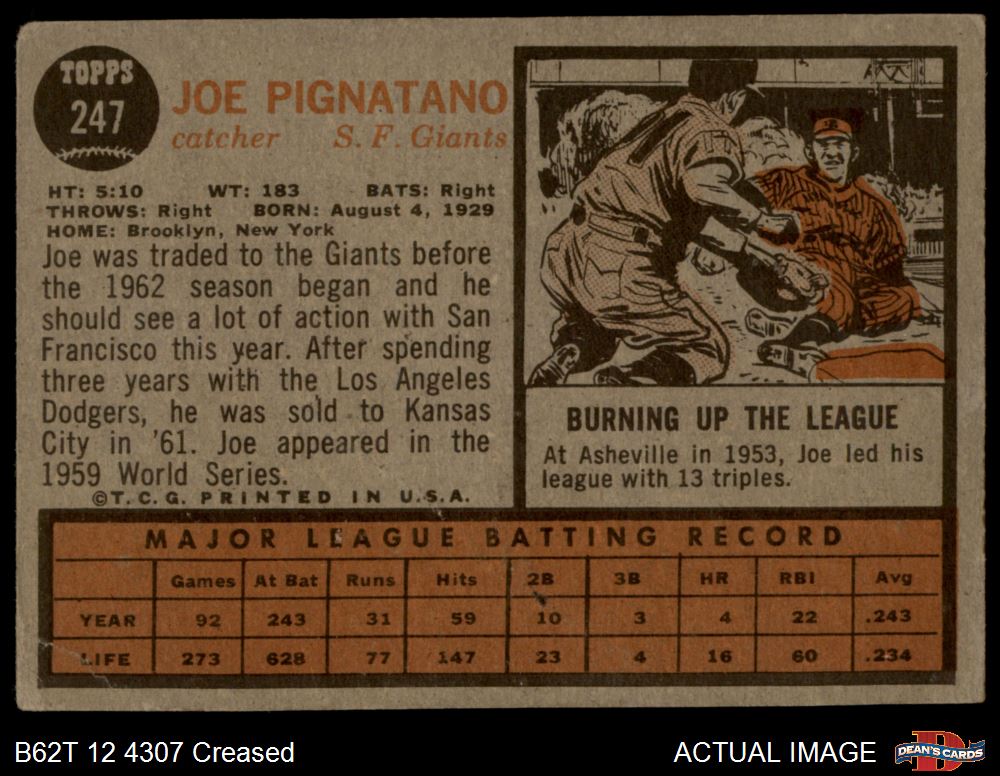 TOPPS
247
JOE PIGNATANO
catcher S. F. Giants
HT: 5:10 WT: 183 BATS: Right
THROWS: Right BORN: August 4, 1929
HOME: Brooklyn, New York
Joe was traded to the Giants before
the 1962 season began and he
should see a lot of action with San
Francisco this year. After spending
three years with the Los Angeles
Dodgers, he was sold to Kansas
City in '61. Joe appeared in the
1959 World Series.
©T.C.G. PRINTED IN U.S.A.
BURNING UP THE LEAGUE
At Asheville in 1953, Joe led his
league with 13 triples.
MAJOR LEAGUE BATTING RECORD
Games At Bat Runs Hits 2B 3B HR RBI Avg
YEAR 92 243 31 59 10 3 4 22 .243
LIFE 273 628 77 147 23 4 16 60 .234
B62T 12 4307 Creased
ACTUAL IMAGE
D
DEAN'S CARDS